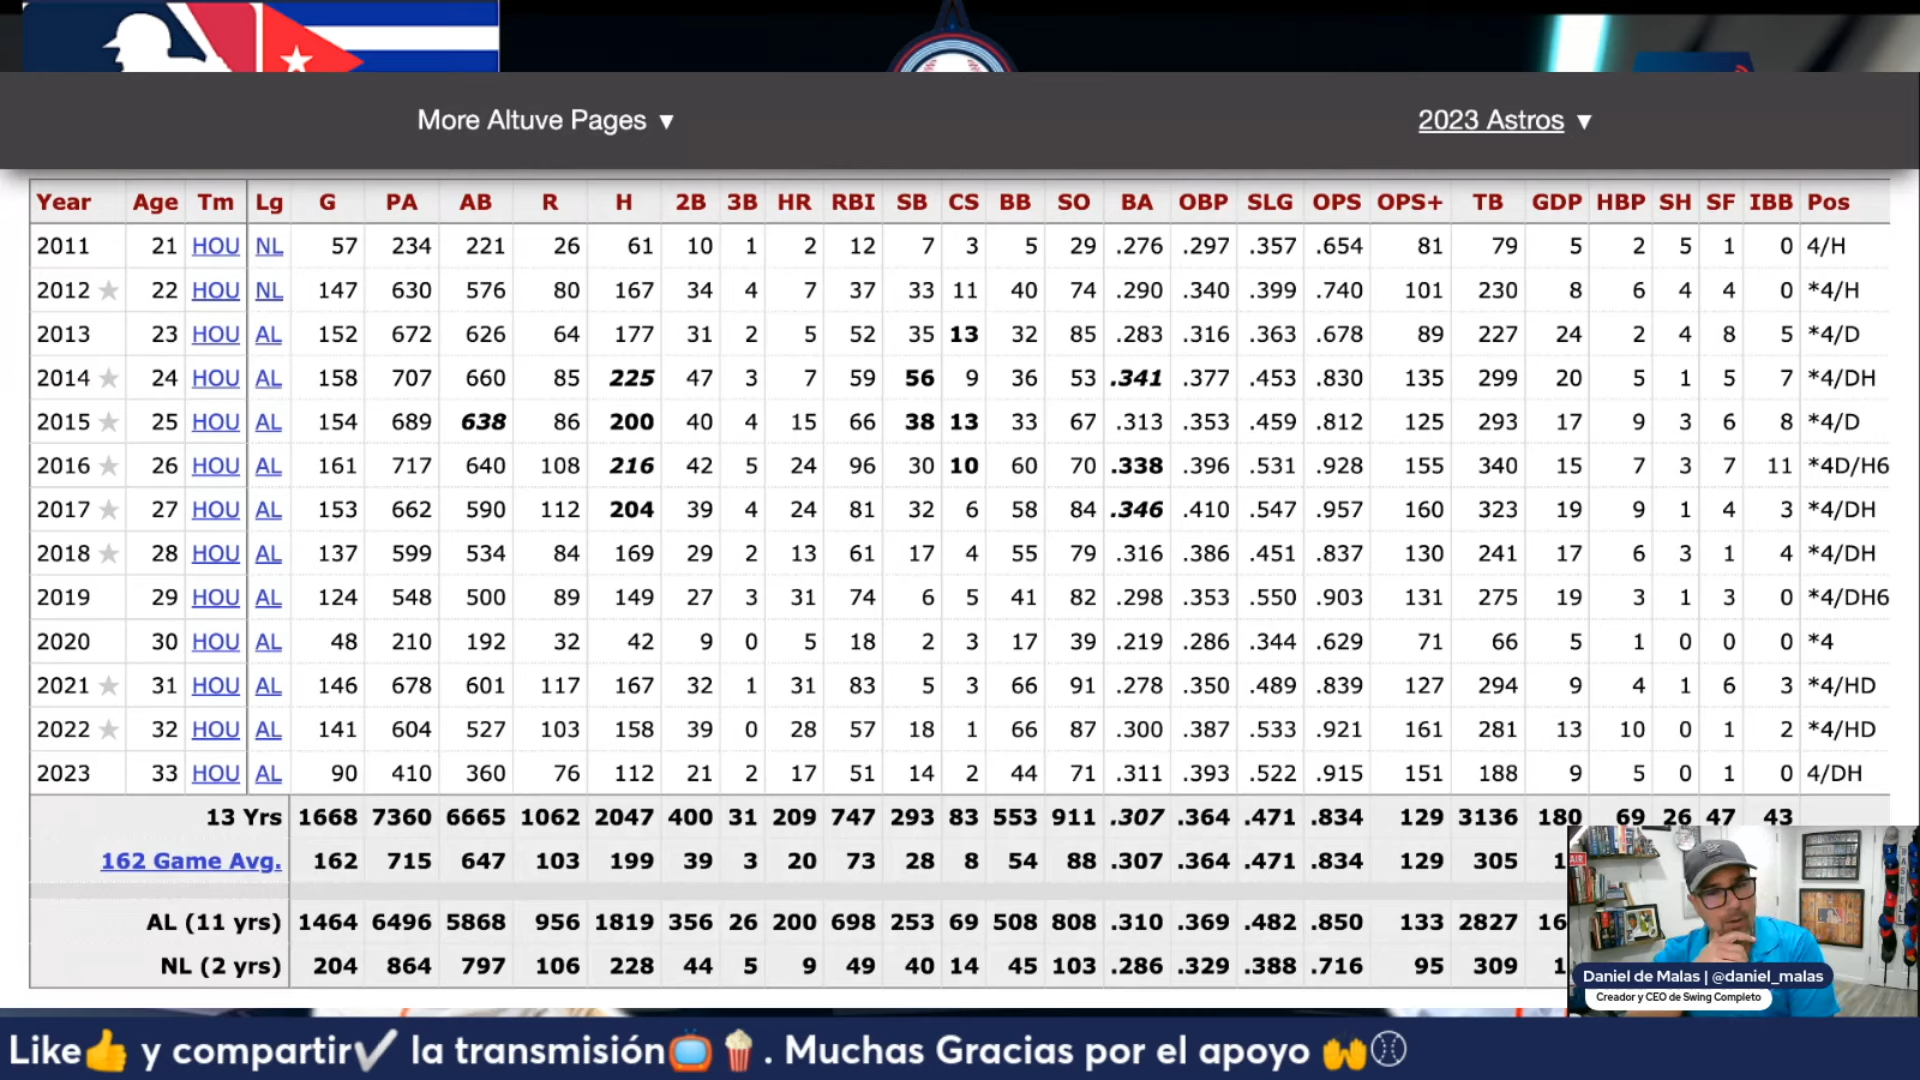 More Altuve Pages ▼ 2023 Astros ▼
Year Age Tm Lg G PA AB R H 2B 3B HR RBI SB CS BB SO BA OBP SLG OPS OPS+ TB GDP HBP SH SF IBB Pos
2011 21 HOU NL 57 234 221 26 61 10 1 2 12 7 3 5 29 .276 .297 .357 .654 81 79 5 2 5 1 0 4/H
2012 ★ 22 HOU NL 147 630 576 80 167 34 4 7 37 33 11 40 74 .290 .340 .399 .740 101 230 8 6 4 4 0 *4/H
2013 23 HOU AL 152 672 626 64 177 31 2 5 52 35 13 32 85 .283 .316 .363 .678 89 227 24 2 4 8 5 *4/D
2014 ★ 24 HOU AL 158 707 660 85 225 47 3 7 59 56 9 36 53 .341 .377 .453 .830 135 299 20 5 1 5 7 *4/DH
2015 ★ 25 HOU AL 154 689 638 86 200 40 4 15 66 38 13 33 67 .313 .353 .459 .812 125 293 17 9 3 6 8 *4/D
2016 ★ 26 HOU AL 161 717 640 108 216 42 5 24 96 30 10 60 70 .338 .396 .531 .928 155 340 15 7 3 7 11 *4D/H6
2017 ★ 27 HOU AL 153 662 590 112 204 39 4 24 81 32 6 58 84 .346 .410 .547 .957 160 323 19 9 1 4 3 *4/DH
2018 ★ 28 HOU AL 137 599 534 84 169 29 2 13 61 17 4 55 79 .316 .386 .451 .837 130 241 17 6 3 1 4 *4/DH
2019 29 HOU AL 124 548 500 89 149 27 3 31 74 6 5 41 82 .298 .353 .550 .903 131 275 19 3 1 3 0 *4/DH6
2020 30 HOU AL 48 210 192 32 42 9 0 5 18 2 3 17 39 .219 .286 .344 .629 71 66 5 1 0 0 0 *4
2021 ★ 31 HOU AL 146 678 601 117 167 32 1 31 83 5 3 66 91 .278 .350 .489 .839 127 294 9 4 1 6 3 *4/HD
2022 ★ 32 HOU AL 141 604 527 103 158 39 0 28 57 18 1 66 87 .300 .387 .533 .921 161 281 13 10 0 1 2 *4/HD
2023 33 HOU AL 90 410 360 76 112 21 2 17 51 14 2 44 71 .311 .393 .522 .915 151 188 9 5 0 1 0 4/DH
13 Yrs 1668 7360 6665 1062 2047 400 31 209 747 293 83 553 911 .307 .364 .471 .834 129 3136 180 69 26 47 43
162 Game Avg. 162 715 647 103 199 39 3 20 73 28 8 54 88 .307 .364 .471 .834 129 305 1
AL (11 yrs) 1464 6496 5868 956 1819 356 26 200 698 253 69 508 808 .310 .369 .482 .850 133 2827 16
NL (2 yrs) 204 864 797 106 228 44 5 9 49 40 14 45 103 .286 .329 .388 .716 95 309 1
AIR
Daniel de Malas | @daniel_malas
Creador y CEO de Swing Completo
Like👍 y compartir✔️ la transmisión📺🍿. Muchas Gracias por el apoyo 🙌⚾